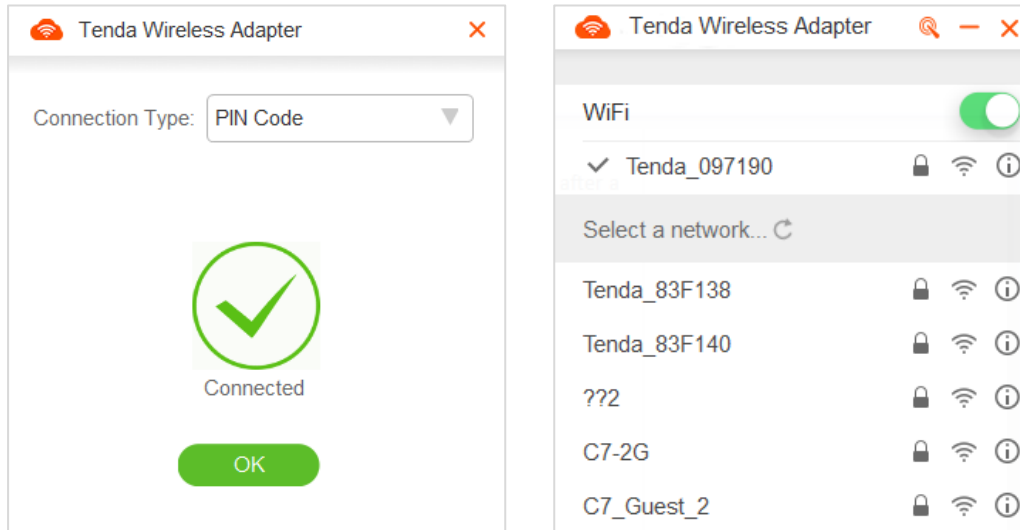 Tenda Wireless Adapter
Connection Type: PIN Code
Connected
OK
Tenda Wireless Adapter
WiFi
Tenda_097190
after a
Select a network...
Tenda_83F138
Tenda_83F140
??2
C7-2G
C7_Guest_2